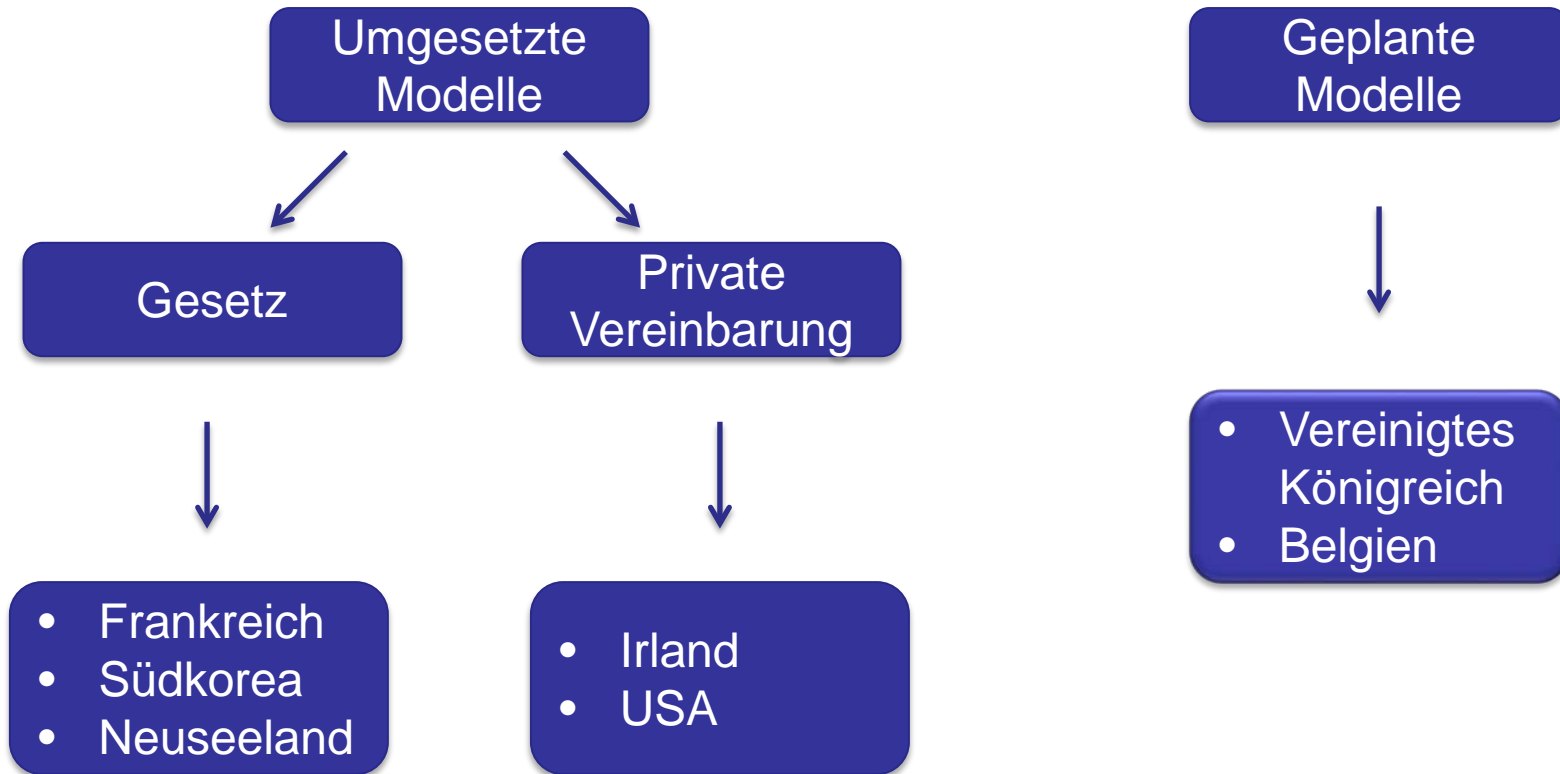 Umgesetzte
Modelle
Geplante
Modelle
Gesetz
Private
Vereinbarung
• Vereinigtes
Königreich
• Belgien
• Frankreich
• Südkorea
• Neuseeland
• Irland
• USA